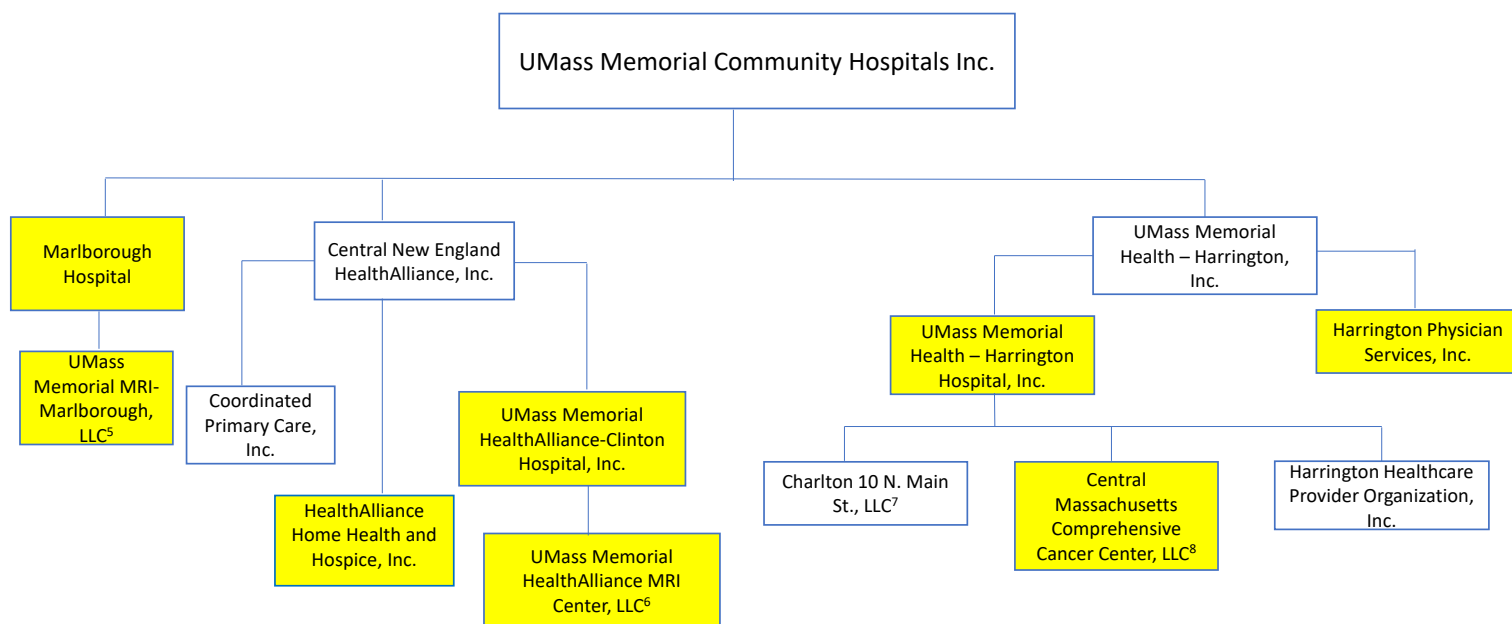 UMass Memorial Community Hospitals Inc.
Marlborough
Hospital
Central New England
HealthAlliance, Inc.
UMass Memorial
Health – Harrington,
Inc.
UMass
Memorial MRI-
Marlborough,
LLC5
Coordinated
Primary Care,
Inc.
HealthAlliance
Home Health and
Hospice, Inc.
UMass Memorial
HealthAlliance-Clinton
Hospital, Inc.
UMass Memorial
HealthAlliance MRI
Center, LLC6
UMass Memorial
Health – Harrington
Hospital, Inc.
Harrington Physician
Services, Inc.
Charlton 10 N. Main
St., LLC7
Central
Massachusetts
Comprehensive
Cancer Center, LLC8
Harrington Healthcare
Provider Organization,
Inc.